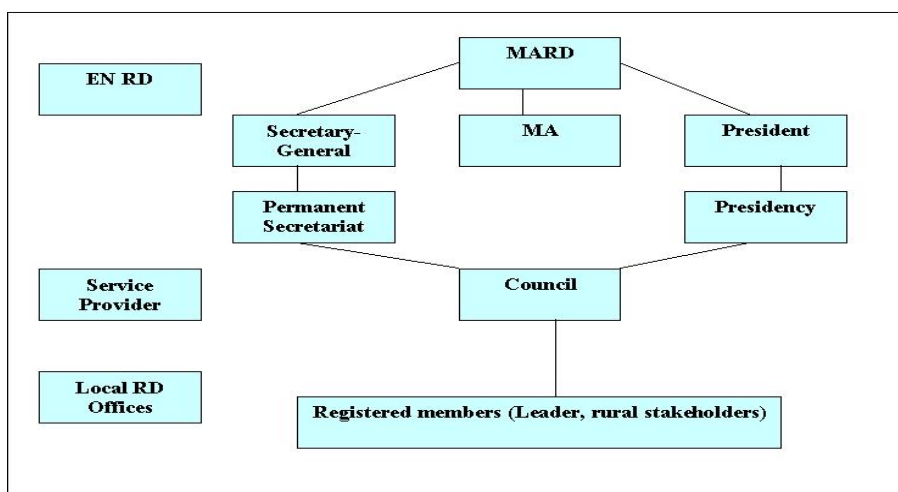 MARD
EN RD
Secretary-
General
MA
President
Permanent
Secretariat
Presidency
Service
Provider
Council
Local RD
Offices
Registered members (Leader, rural stakeholders)